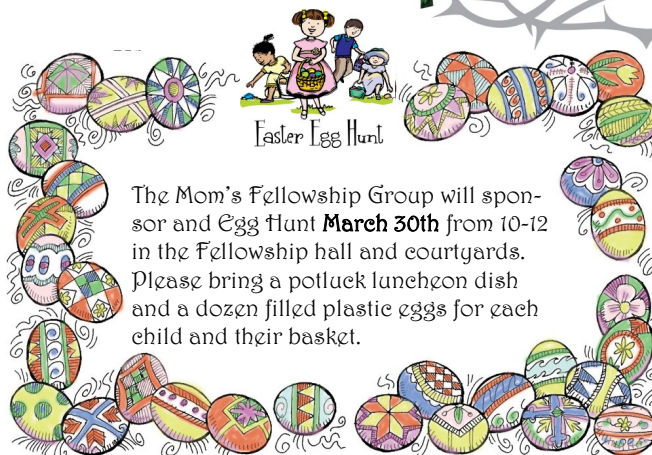 Easter Egg Hunt
The Mom's Fellowship Group will spon-
sor and Egg Hunt March 30th from 10-12
in the Fellowship hall and courtyards.
Please bring a potluck luncheon dish
and a dozen filled plastic eggs for each
child and their basket.